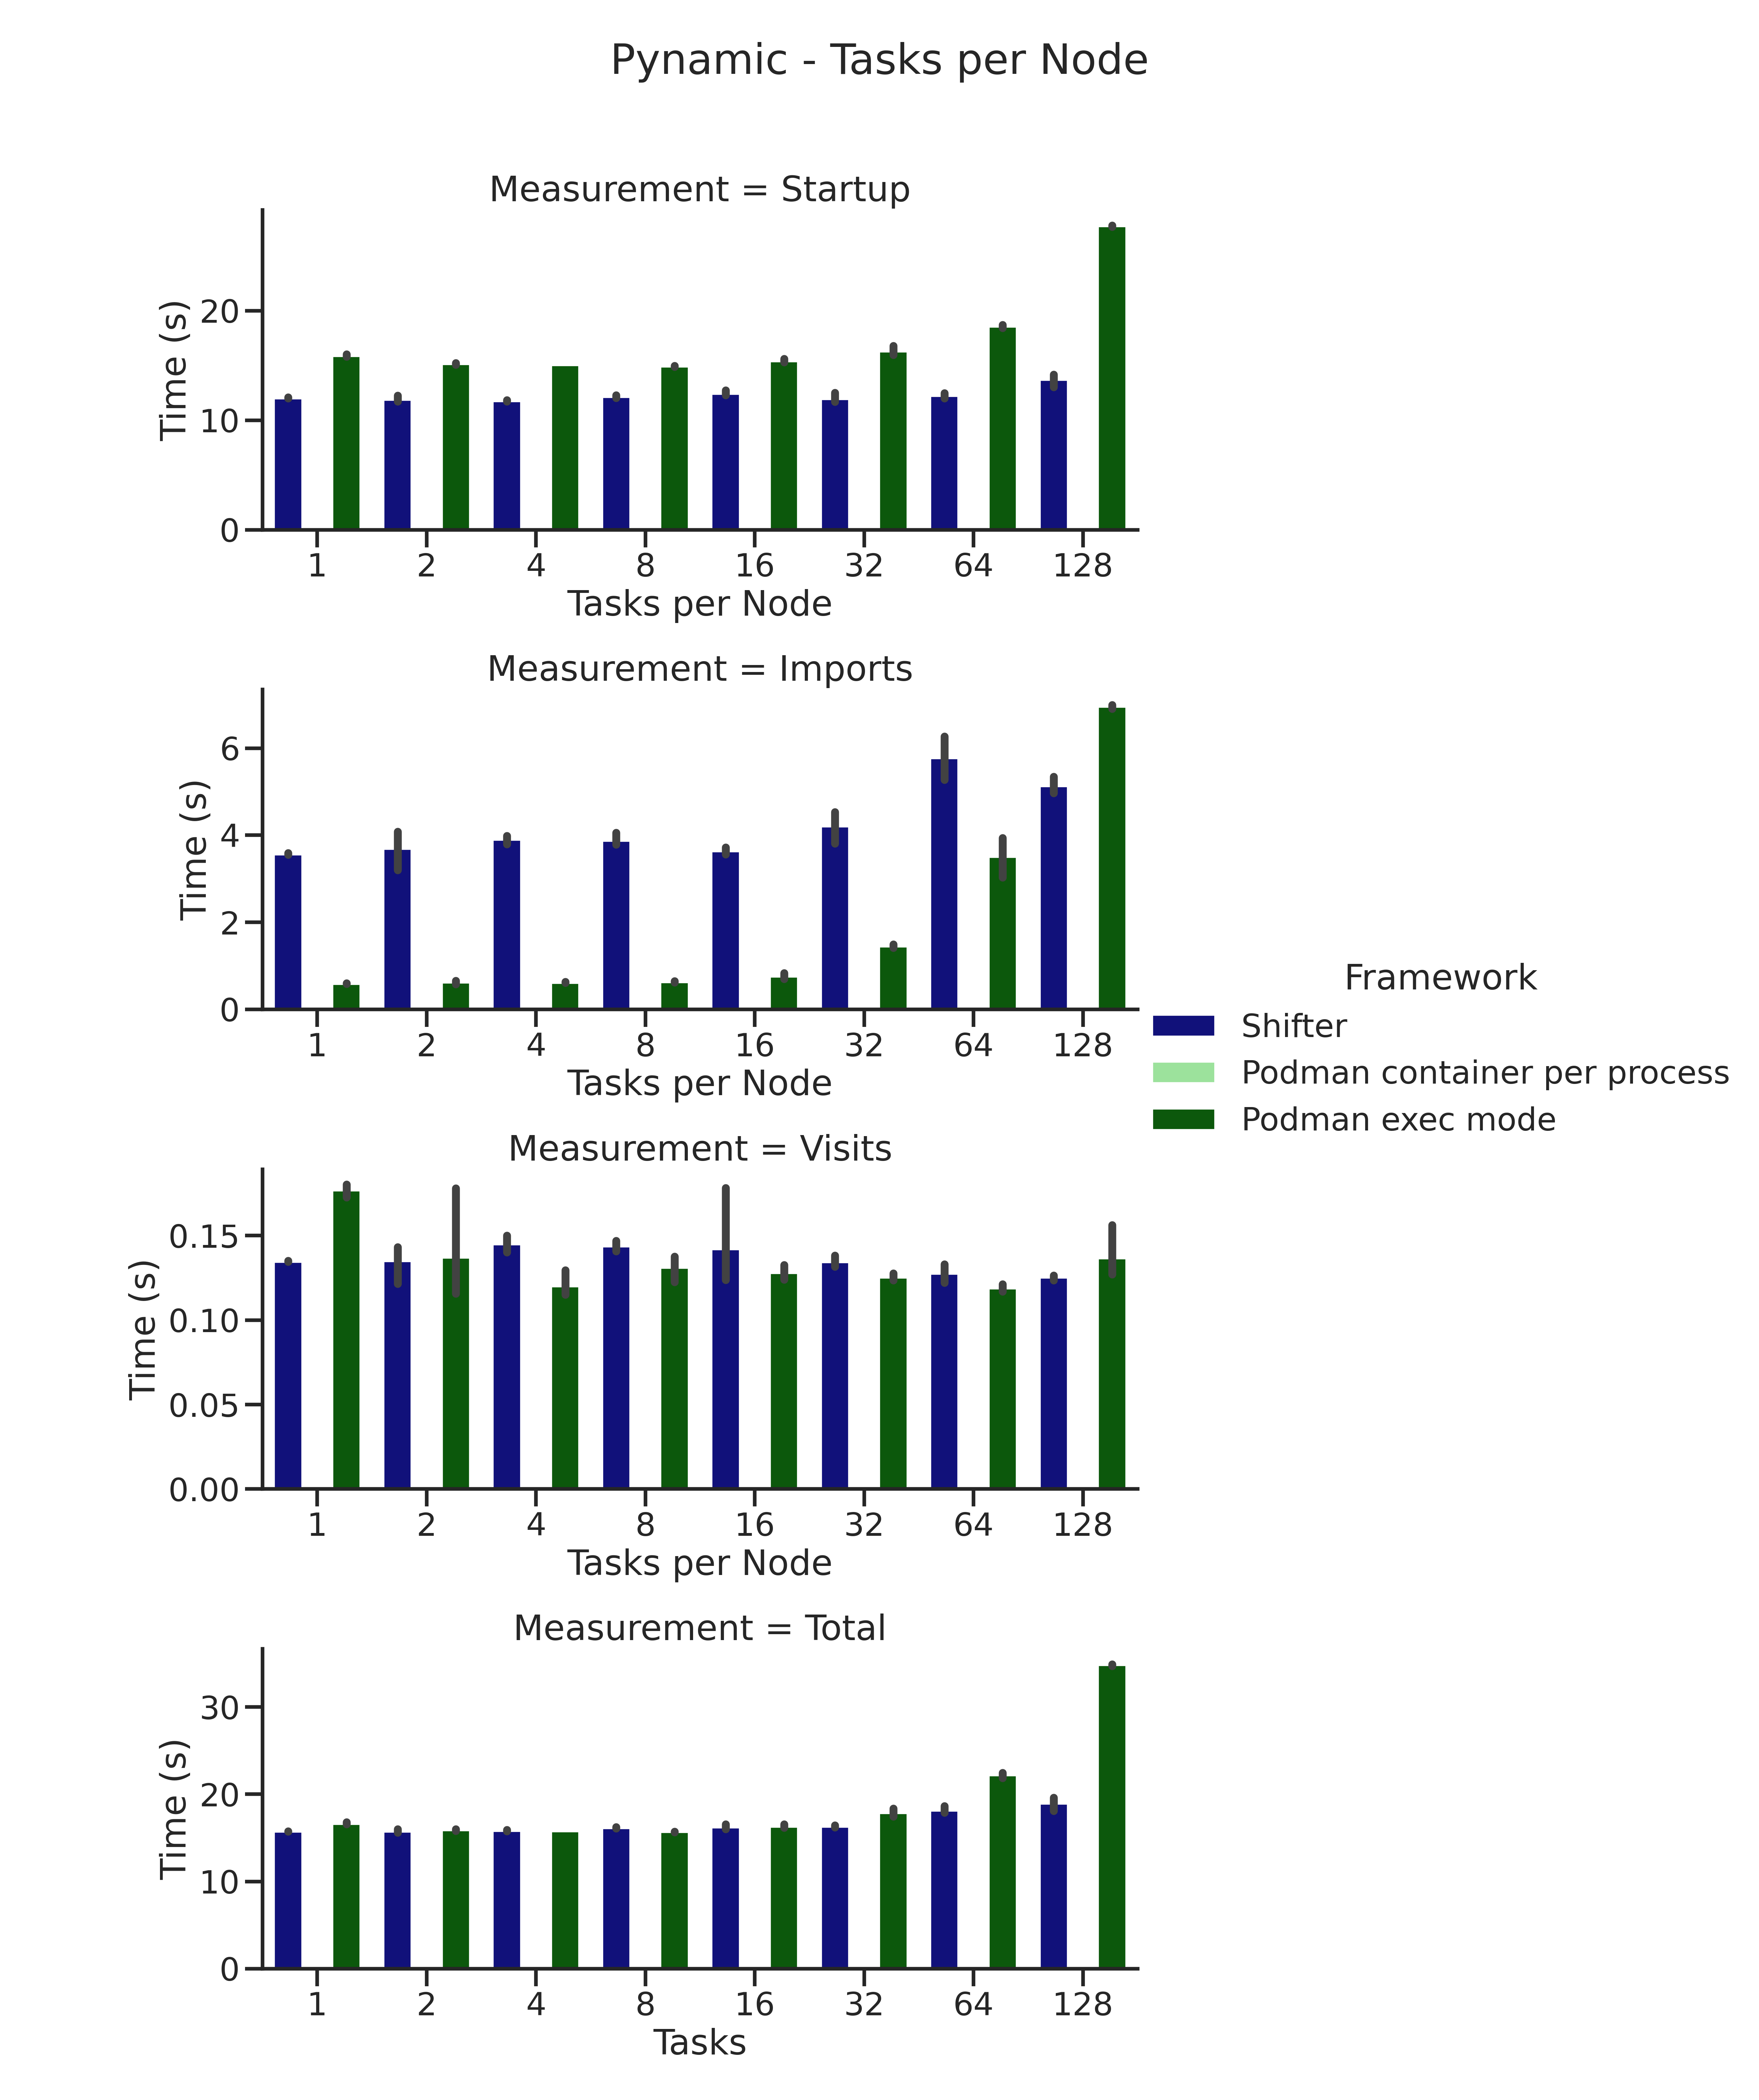 Pynamic - Tasks per Node
Measurement = Startup
Time (s)
20
10
0
1 2 4 8 16 32 64 128
Tasks per Node
Measurement = Imports
Time (s)
6
4
2
0
1 2 4 8 16 32 64 128
Tasks per Node
Framework
Shifter
Podman container per process
Podman exec mode
Measurement = Visits
Time (s)
0.15
0.10
0.05
0.00
1 2 4 8 16 32 64 128
Tasks per Node
Measurement = Total
Time (s)
30
20
10
0
1 2 4 8 16 32 64 128
Tasks